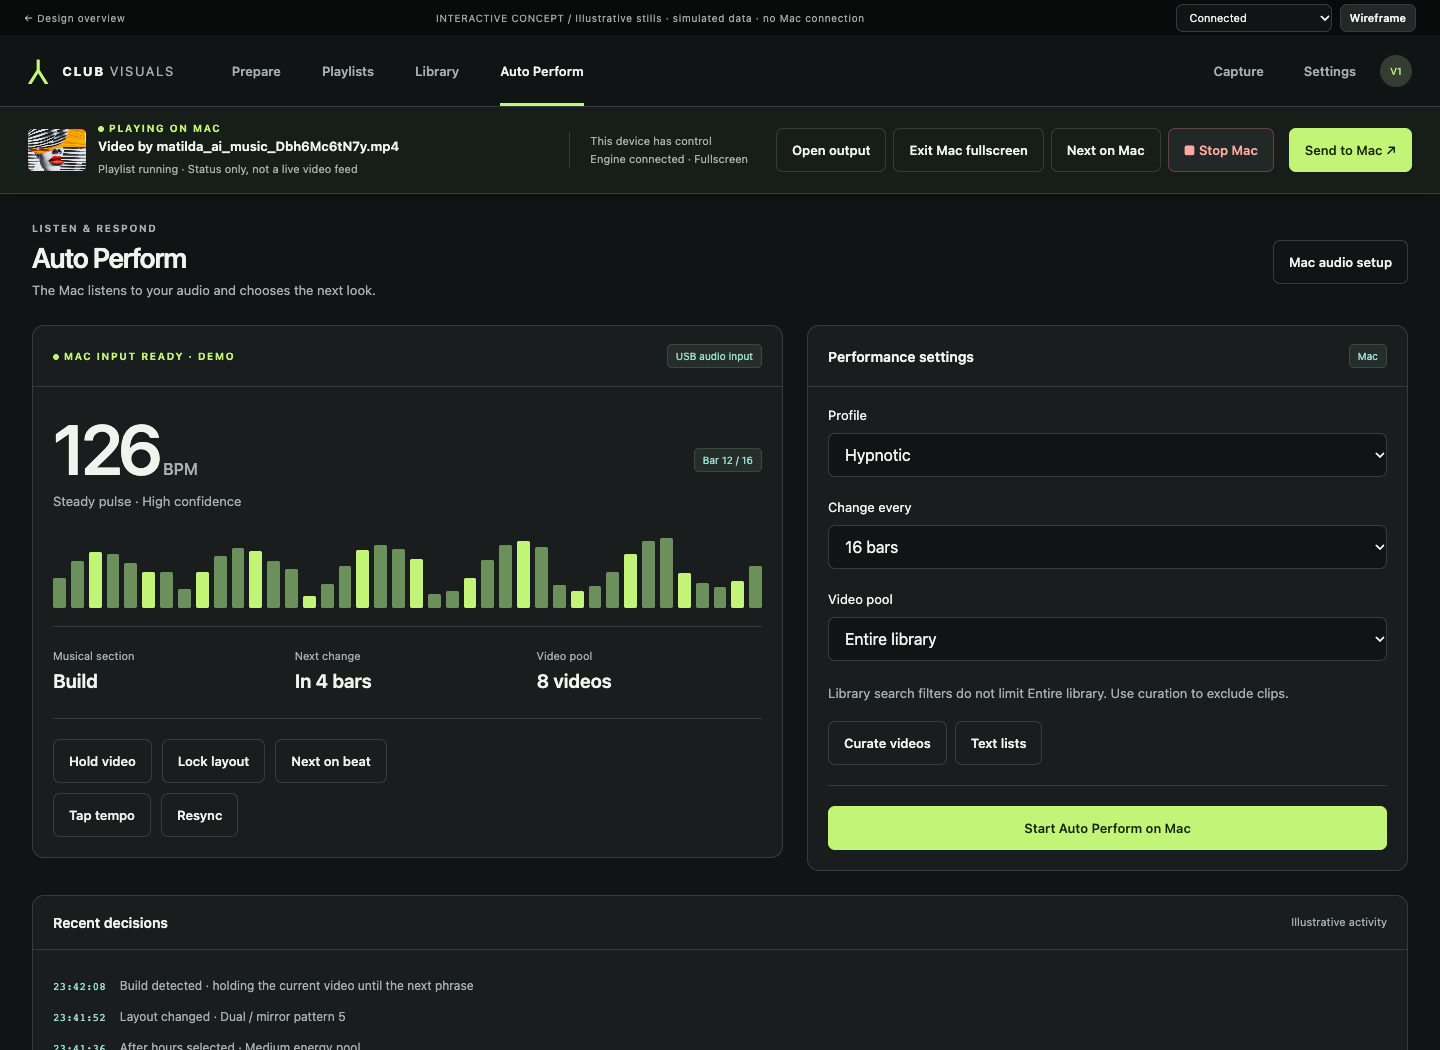 ← Design overview
INTERACTIVE CONCEPT / Illustrative stills · simulated data · no Mac connection
Connected
Wireframe
CLUB VISUALS
Prepare
Playlists
Library
Auto Perform
Capture
Settings
V1
PLAYING ON MAC
Video by matilda_ai_music_Dbh6Mc6tN7y.mp4
Playlist running · Status only, not a live video feed
This device has control
Engine connected · Fullscreen
Open output
Exit Mac fullscreen
Next on Mac
Stop Mac
Send to Mac ↗
LISTEN & RESPOND
Auto Perform
The Mac listens to your audio and chooses the next look.
Mac audio setup
MAC INPUT READY · DEMO
USB audio input
126 BPM
Bar 12 / 16
Steady pulse · High confidence
Musical section
Build
Next change
In 4 bars
Video pool
8 videos
Hold video
Lock layout
Next on beat
Tap tempo
Resync
Performance settings
Mac
Profile
Hypnotic
Change every
16 bars
Video pool
Entire library
Library search filters do not limit Entire library. Use curation to exclude clips.
Curate videos
Text lists
Start Auto Perform on Mac
Recent decisions
Illustrative activity
23:42:08 Build detected · holding the current video until the next phrase
23:41:52 Layout changed · Dual / mirror pattern 5
23:41:36 After hours selected · Medium energy pool